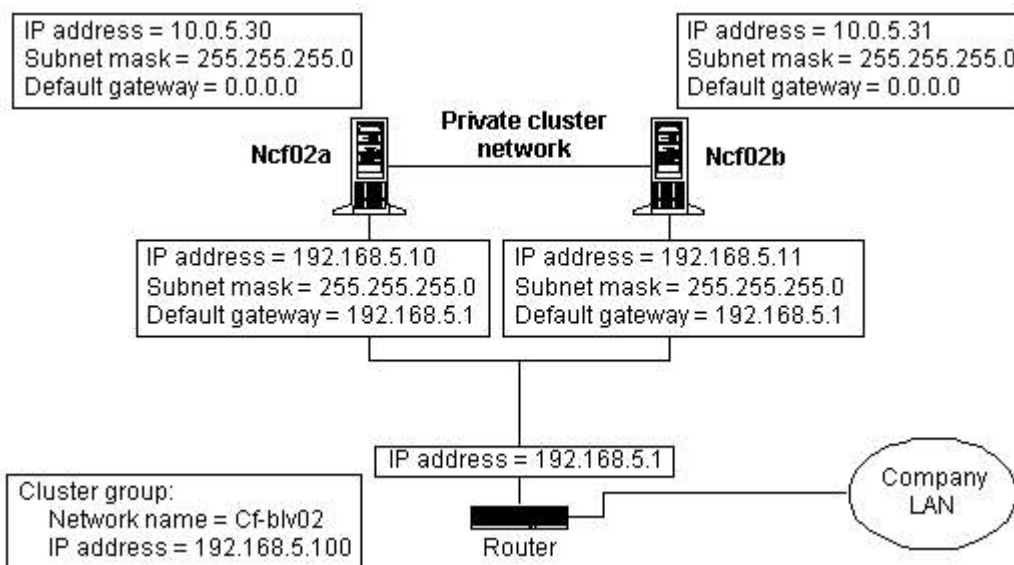 IP address = 10.0.5.30
Subnet mask = 255.255.255.0
Default gateway = 0.0.0.0
IP address = 10.0.5.31
Subnet mask = 255.255.255.0
Default gateway = 0.0.0.0
Private cluster
network
Ncf02a
Ncf02b
IP address = 192.168.5.10
Subnet mask = 255.255.255.0
Default gateway = 192.168.5.1
IP address = 192.168.5.11
Subnet mask = 255.255.255.0
Default gateway = 192.168.5.1
IP address = 192.168.5.1
Cluster group:
Network name = Cf-blv02
IP address = 192.168.5.100
Router
Company
LAN